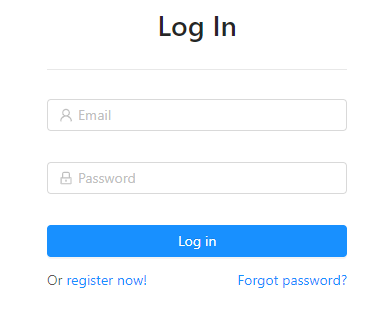 Log In
Email
Password
Log in
Or register now! Forgot password?